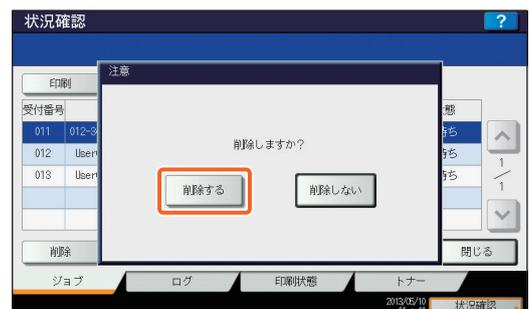 状況確認
?
注意
印刷
受付番号
態
011 012-3
待ち
012 User
待ち
013 User
待ち
削除しますか?
削除する 削除しない
1
1
削除
閉じる
ジョブ ログ 印刷状態 トナー
2013/05/10
状況確認